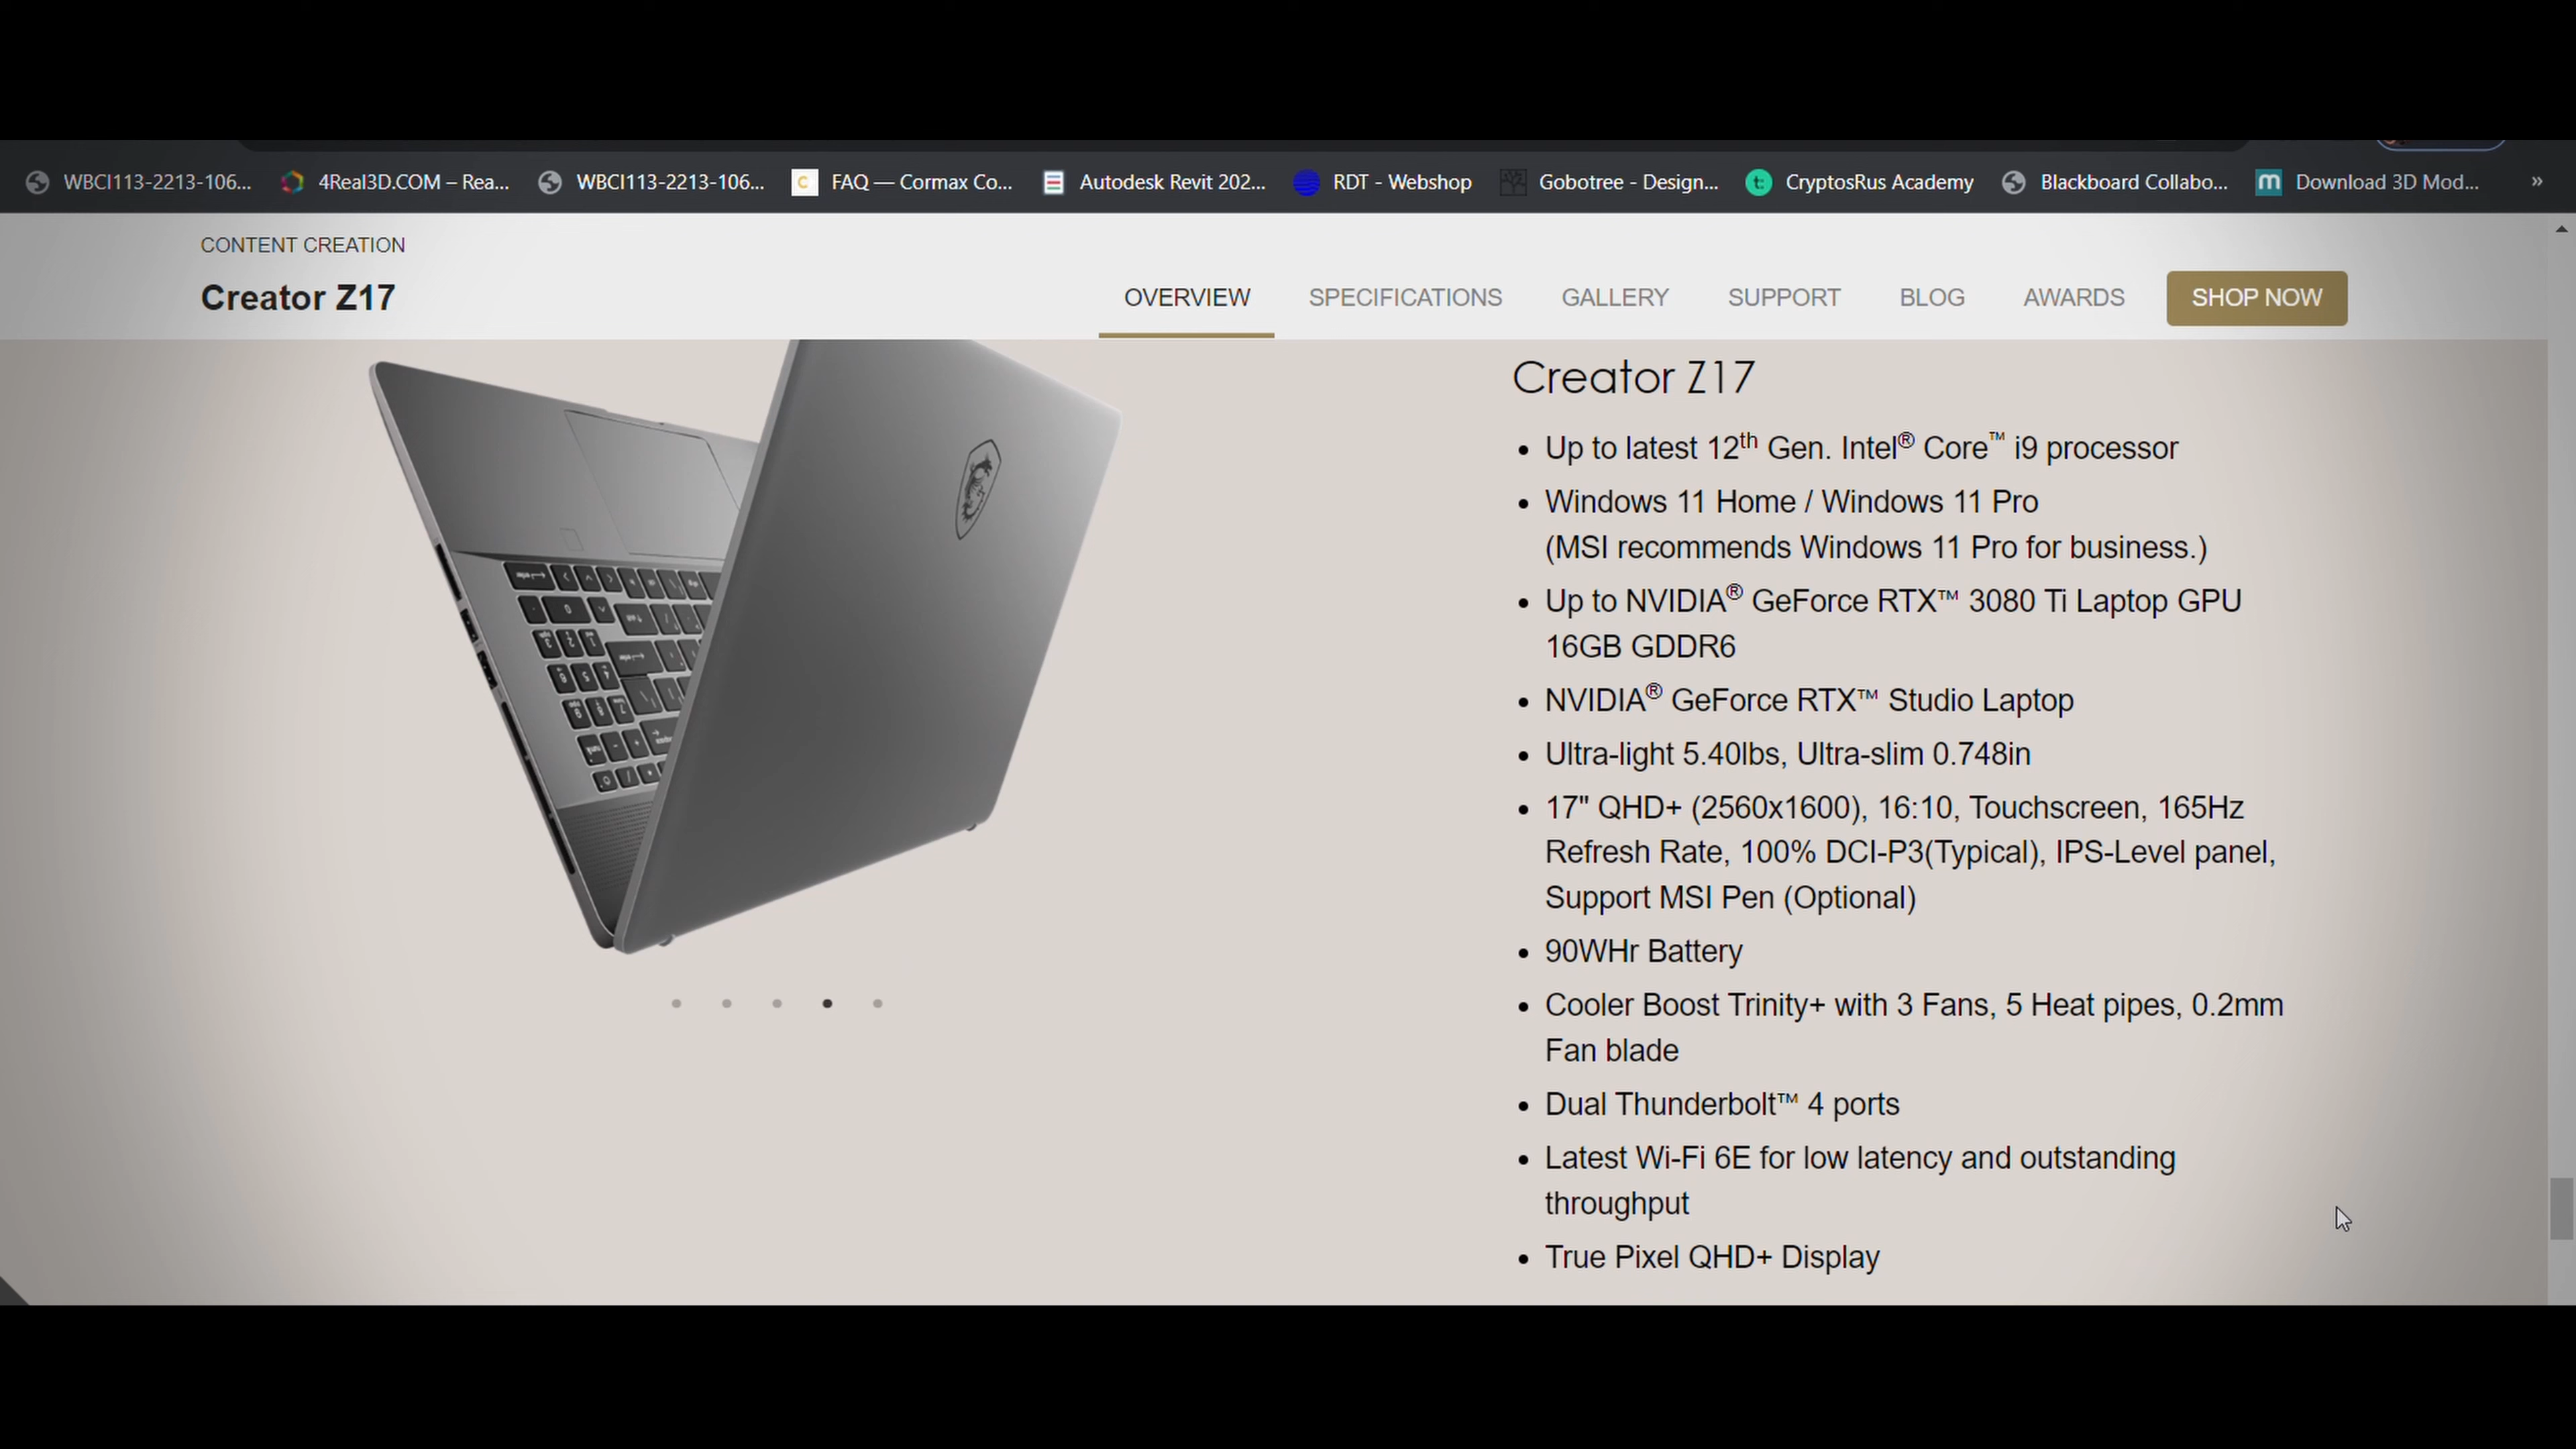 WBCI113-2213-106...
4Real3D.COM – Rea...
WBCI113-2213-106...
FAQ — Cormax Co...
Autodesk Revit 202...
RDT - Webshop
Gobotree - Design...
CryptosRus Academy
Blackboard Collabo...
Download 3D Mod...
»
CONTENT CREATION
Creator Z17
OVERVIEW
SPECIFICATIONS
GALLERY
SUPPORT
BLOG
AWARDS
SHOP NOW
Creator Z17
• Up to latest 12th Gen. Intel® Core™ i9 processor
• Windows 11 Home / Windows 11 Pro
(MSI recommends Windows 11 Pro for business.)
• Up to NVIDIA® GeForce RTX™ 3080 Ti Laptop GPU
16GB GDDR6
• NVIDIA® GeForce RTX™ Studio Laptop
• Ultra-light 5.40lbs, Ultra-slim 0.748in
• 17" QHD+ (2560x1600), 16:10, Touchscreen, 165Hz
Refresh Rate, 100% DCI-P3(Typical), IPS-Level panel,
Support MSI Pen (Optional)
• 90WHr Battery
• Cooler Boost Trinity+ with 3 Fans, 5 Heat pipes, 0.2mm
Fan blade
• Dual Thunderbolt™ 4 ports
• Latest Wi-Fi 6E for low latency and outstanding
throughput
• True Pixel QHD+ Display